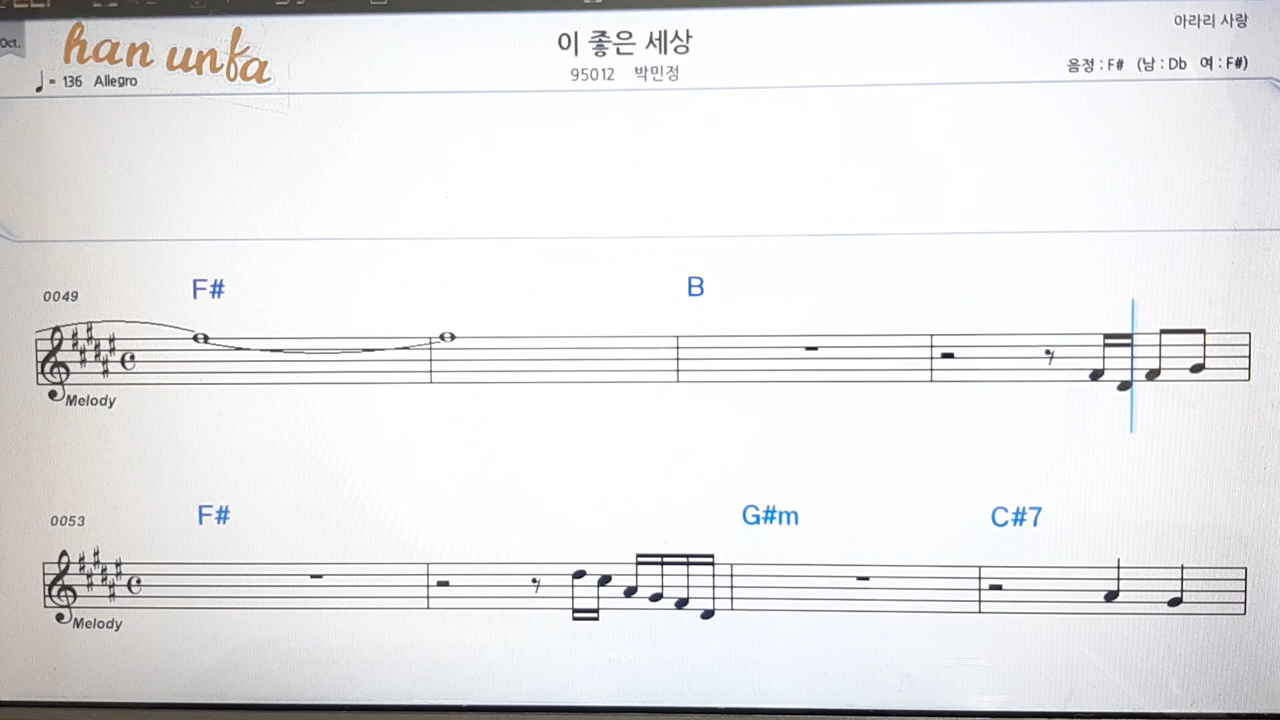 아라리 사랑
Oct.
han unfa
이 좋은 세상
♩= 136 Allegro
95012 박민정
음정 : F# (남 : Db 여 : F#)
0049
F# B
Melody
0053
F# G#m C#7
Melody